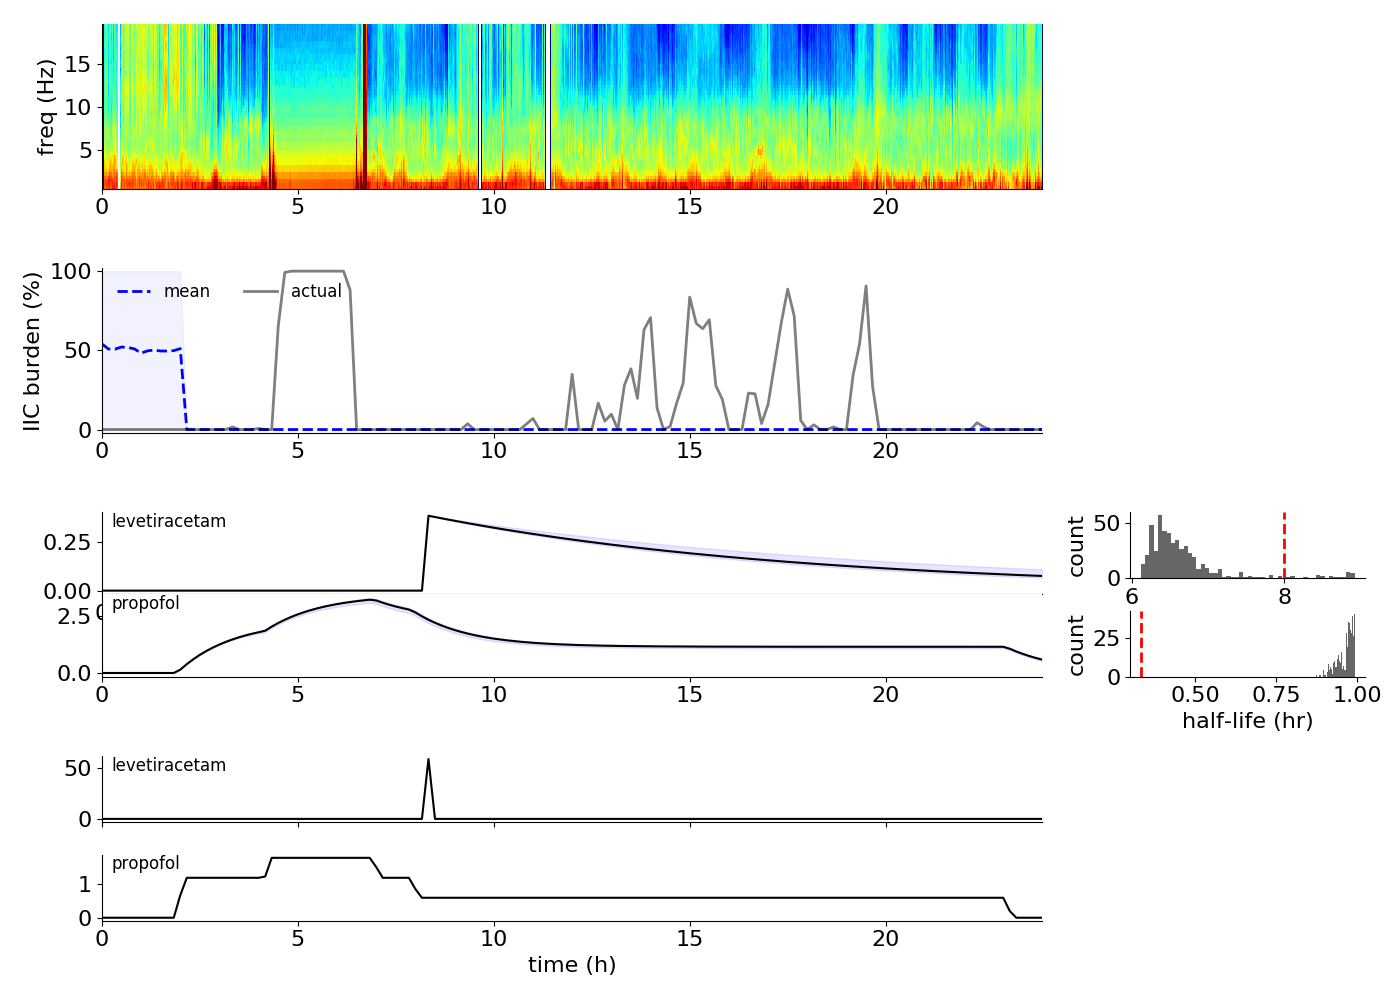 freq (Hz)
15
10
5
0 5 10 15 20
IIC burden (%)
100
50
0
mean actual
0 5 10 15 20
levetiracetam
0.25
0.00
propofol
2.5
0.0
0 5 10 15 20
count
50
0
6 8
count
25
0
0.50 0.75 1.00
half-life (hr)
levetiracetam
50
0
propofol
1
0
0 5 10 15 20
time (h)